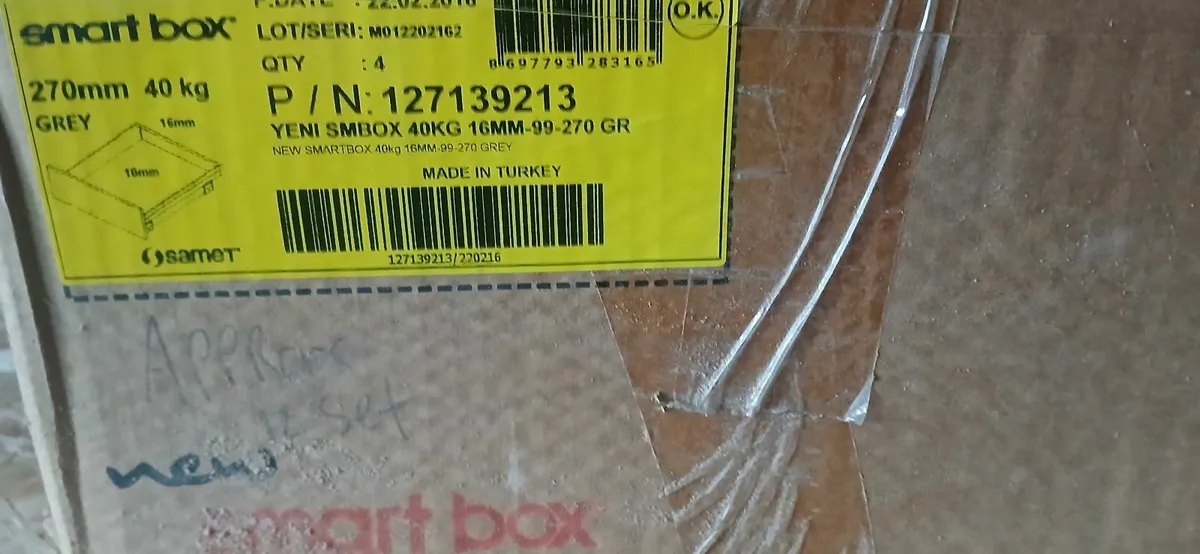 smart box
P.DATE : 22.02.2016
LOT/SERI: M012202162
QTY : 4
8 697793 283165
O.K.
270mm 40 kg
GREY
16mm
16mm
P / N: 127139213
YENI SMBOX 40KG 16MM-99-270 GR
NEW SMARTBOX 40kg 16MM-99-270 GREY
MADE IN TURKEY
samet
127139213/220216
set
new
smart box